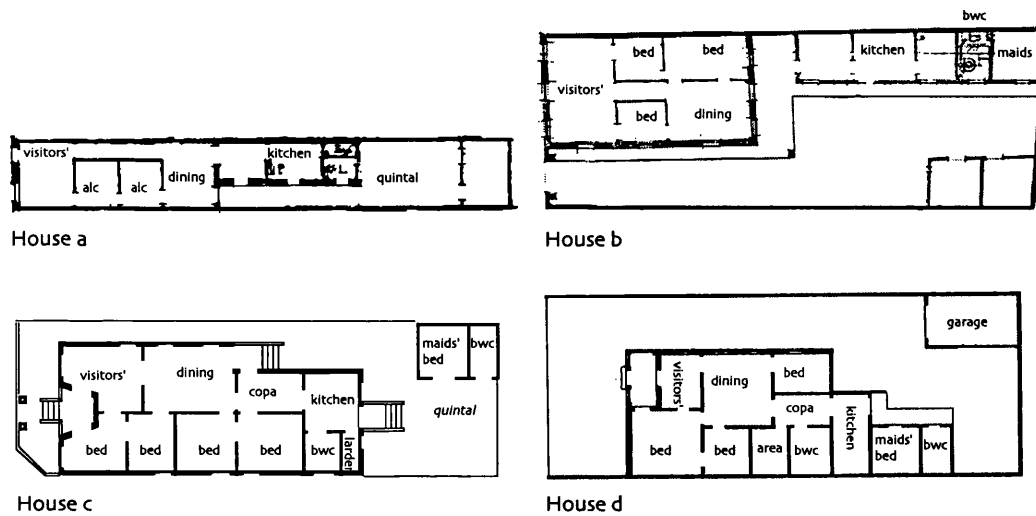 visitors'
alc
alc
dining
kitchen
quintal
House a
bwc
bed
bed
kitchen
maids
visitors'
bed
dining
House b
visitors'
dining
copa
kitchen
maids' bed
bwc
quintal
bed
bed
bed
bed
bwc
larder
House c
garage
visitors'
dining
bed
copa
kitchen
bed
bed
area
bwc
maids' bed
bwc
House d